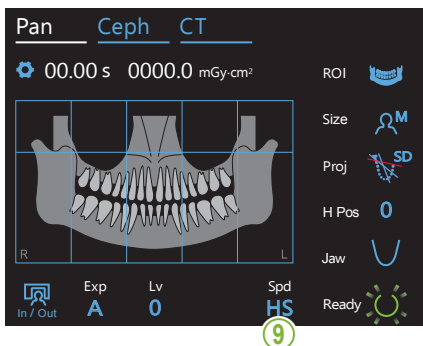 Pan Ceph CT
00.00 s 0000.0 mGy·cm²
ROI
Size M
Proj SD
H Pos 0
R L
Jaw
Exp Lv Spd
In / Out A 0 HS
Ready
9